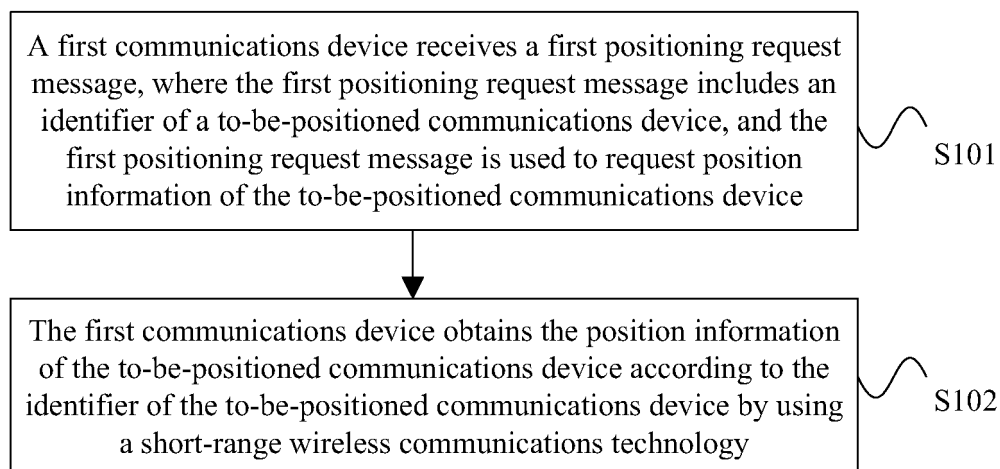 A first communications device receives a first positioning request
message, where the first positioning request message includes an
identifier of a to-be-positioned communications device, and the
first positioning request message is used to request position
information of the to-be-positioned communications device
S101
The first communications device obtains the position information
of the to-be-positioned communications device according to the
identifier of the to-be-positioned communications device by using
a short-range wireless communications technology
S102